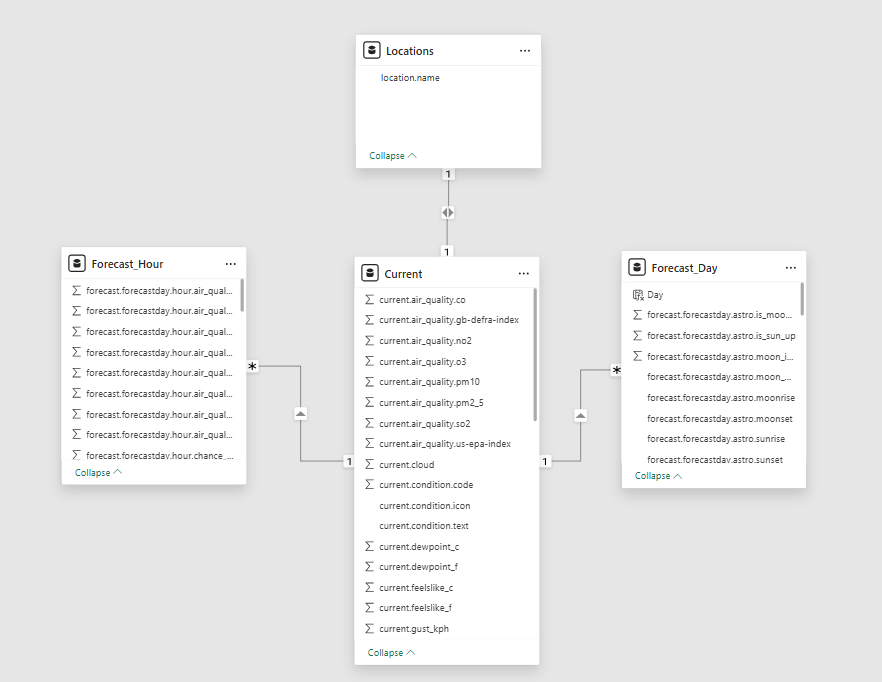 Locations
...
location.name
Collapse
1
1
Forecast_Hour
...
forecast.forecastday.hour.air_qual...
forecast.forecastday.hour.air_qual...
forecast.forecastday.hour.air_qual...
forecast.forecastday.hour.air_qual...
forecast.forecastday.hour.air_qual...
forecast.forecastday.hour.air_qual...
forecast.forecastday.hour.air_qual...
forecast.forecastday.hour.air_qual...
forecast.forecastday.hour.chance_...
Collapse
*
1
Current
...
current.air_quality.co
current.air_quality.gb-defra-index
current.air_quality.no2
current.air_quality.o3
current.air_quality.pm10
current.air_quality.pm2_5
current.air_quality.so2
current.air_quality.us-epa-index
current.cloud
current.condition.code
current.condition.icon
current.condition.text
current.dewpoint_c
current.dewpoint_f
current.feelslike_c
current.feelslike_f
current.gust_kph
Collapse
1
*
Forecast_Day
...
Day
forecast.forecastday.astro.is_moo...
forecast.forecastday.astro.is_sun_up
forecast.forecastday.astro.moon_i...
forecast.forecastday.astro.moon_...
forecast.forecastday.astro.moonrise
forecast.forecastday.astro.moonset
forecast.forecastday.astro.sunrise
forecast.forecastday.astro.sunset
Collapse